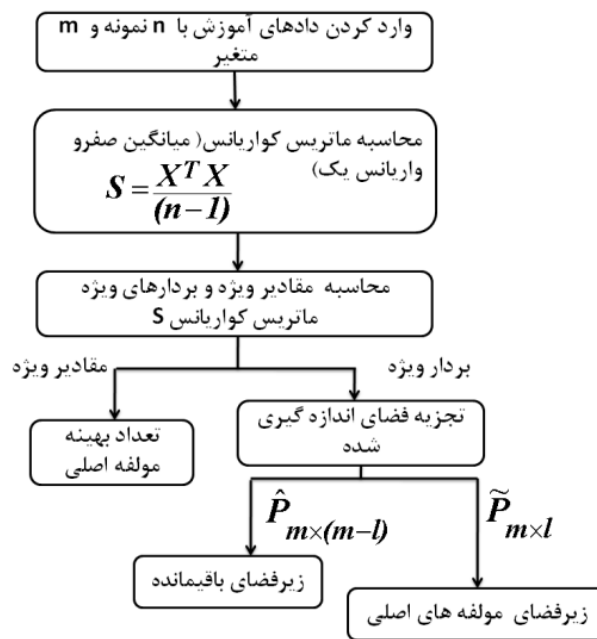 وارد کردن دادهای آموزش با n نمونه و m
متغیر
محاسبه ماتریس کواریانس( میانگین صفرو
واریانس یک)
S = X^T X / (n-1)
محاسبه مقادیر ویژه و بردارهای ویژه
ماتریس کواریانس S
بردار ویژه
مقادیر ویژه
تجزیه فضای اندازه گیری
شده
تعداد بهینه
مولفه اصلی
P̃ m×l
P̂ m×(m-l)
زیرفضای باقیمانده
زیرفضای مولفه های اصلی